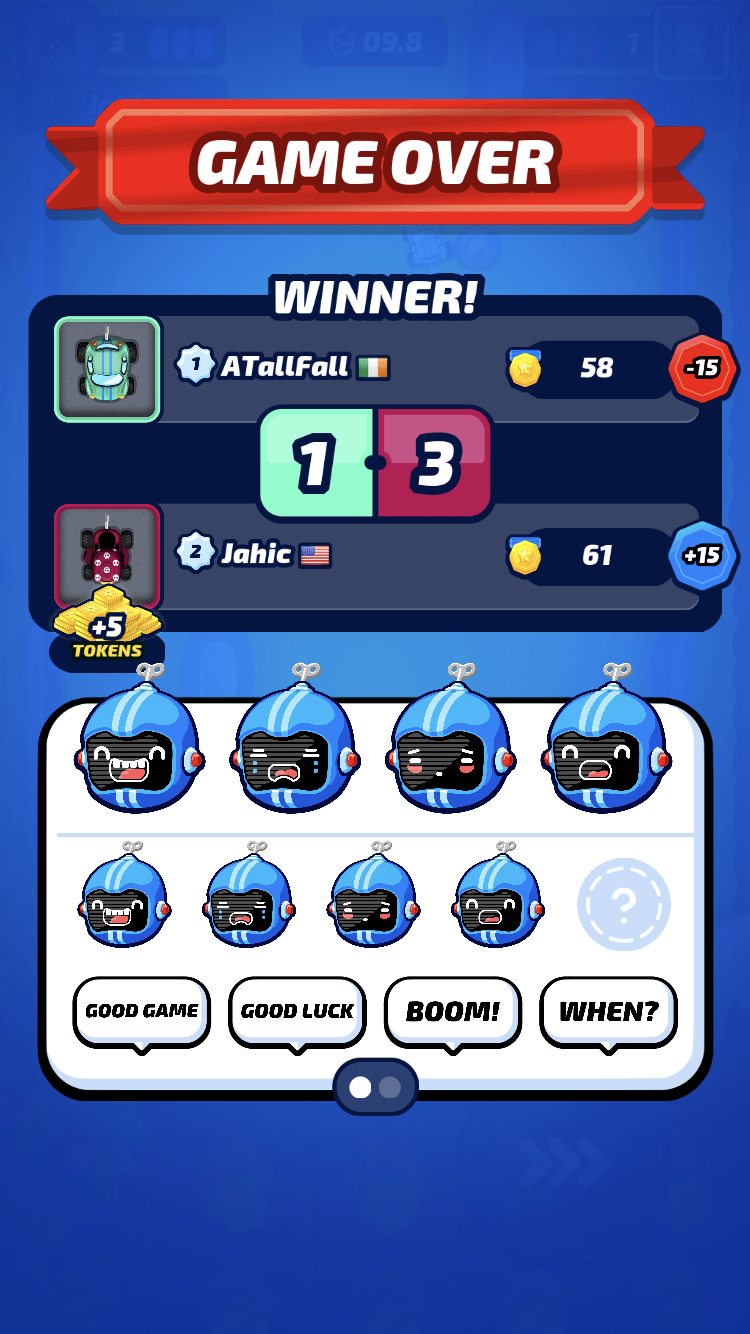 3 09.8 1
GAME OVER
WINNER!
1 ATallFall 58 -15
1 3
2 Jahic 61 +15
+5
TOKENS
?
GOOD GAME GOOD LUCK BOOM! WHEN?